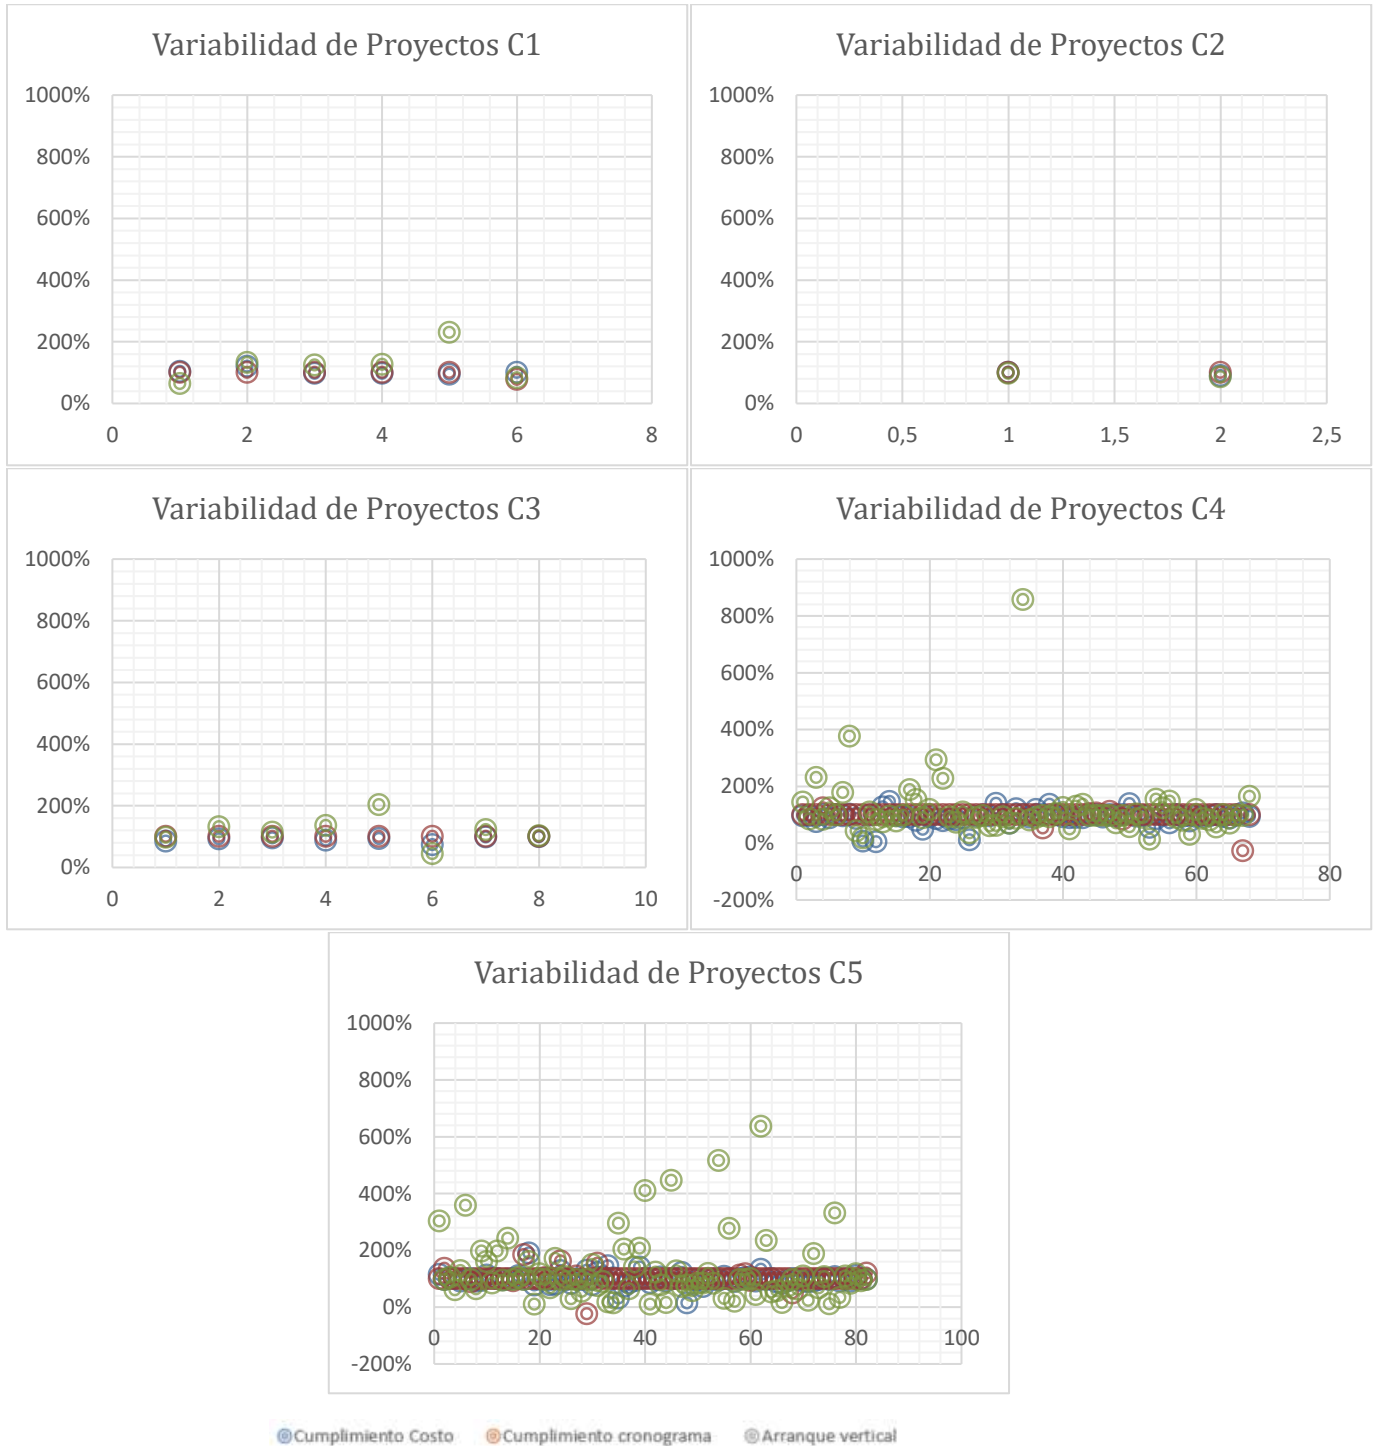 Variabilidad de Proyectos C1
1000%
800%
600%
400%
200%
0%
0 2 4 6 8
Variabilidad de Proyectos C2
1000%
800%
600%
400%
200%
0%
0 0,5 1 1,5 2 2,5
Variabilidad de Proyectos C3
1000%
800%
600%
400%
200%
0%
0 2 4 6 8 10
Variabilidad de Proyectos C4
1000%
800%
600%
400%
200%
0%
-200%
0 20 40 60 80
Variabilidad de Proyectos C5
1000%
800%
600%
400%
200%
0%
-200%
0 20 40 60 80 100
Cumplimiento Costo Cumplimiento cronograma Arranque vertical